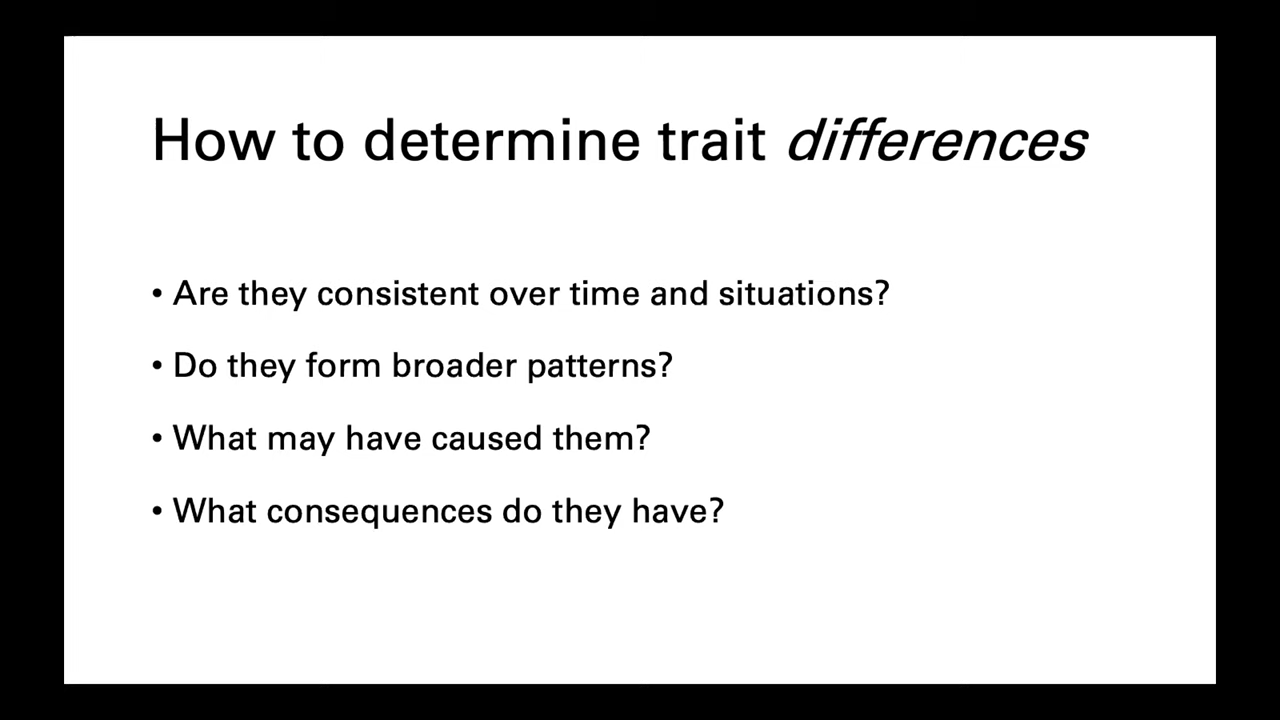 How to determine trait differences
• Are they consistent over time and situations?
• Do they form broader patterns?
• What may have caused them?
• What consequences do they have?